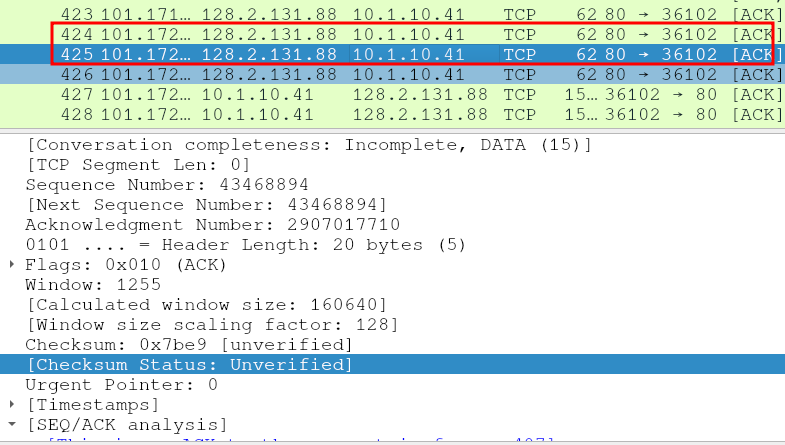 423 101.171… 128.2.131.88 10.1.10.41 TCP 62 80 → 36102 [ACK]
424 101.172… 128.2.131.88 10.1.10.41 TCP 62 80 → 36102 [ACK]
425 101.172… 128.2.131.88 10.1.10.41 TCP 62 80 → 36102 [ACK]
426 101.172… 128.2.131.88 10.1.10.41 TCP 62 80 → 36102 [ACK]
427 101.172… 10.1.10.41 128.2.131.88 TCP 15… 36102 → 80 [ACK]
428 101.172… 10.1.10.41 128.2.131.88 TCP 15… 36102 → 80 [ACK]
[Conversation completeness: Incomplete, DATA (15)]
[TCP Segment Len: 0]
Sequence Number: 43468894
[Next Sequence Number: 43468894]
Acknowledgment Number: 2907017710
0101 .... = Header Length: 20 bytes (5)
Flags: 0x010 (ACK)
Window: 1255
[Calculated window size: 160640]
[Window size scaling factor: 128]
Checksum: 0x7be9 [unverified]
[Checksum Status: Unverified]
Urgent Pointer: 0
[Timestamps]
[SEQ/ACK analysis]